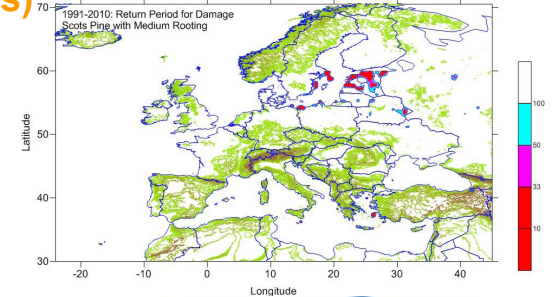 s)
1991-2010: Return Period for Damage
Scots Pine with Medium Rooting
70
60
50
40
30
Latitude
-20 -10 0 10 20 30 40
Longitude
100
50
33
10